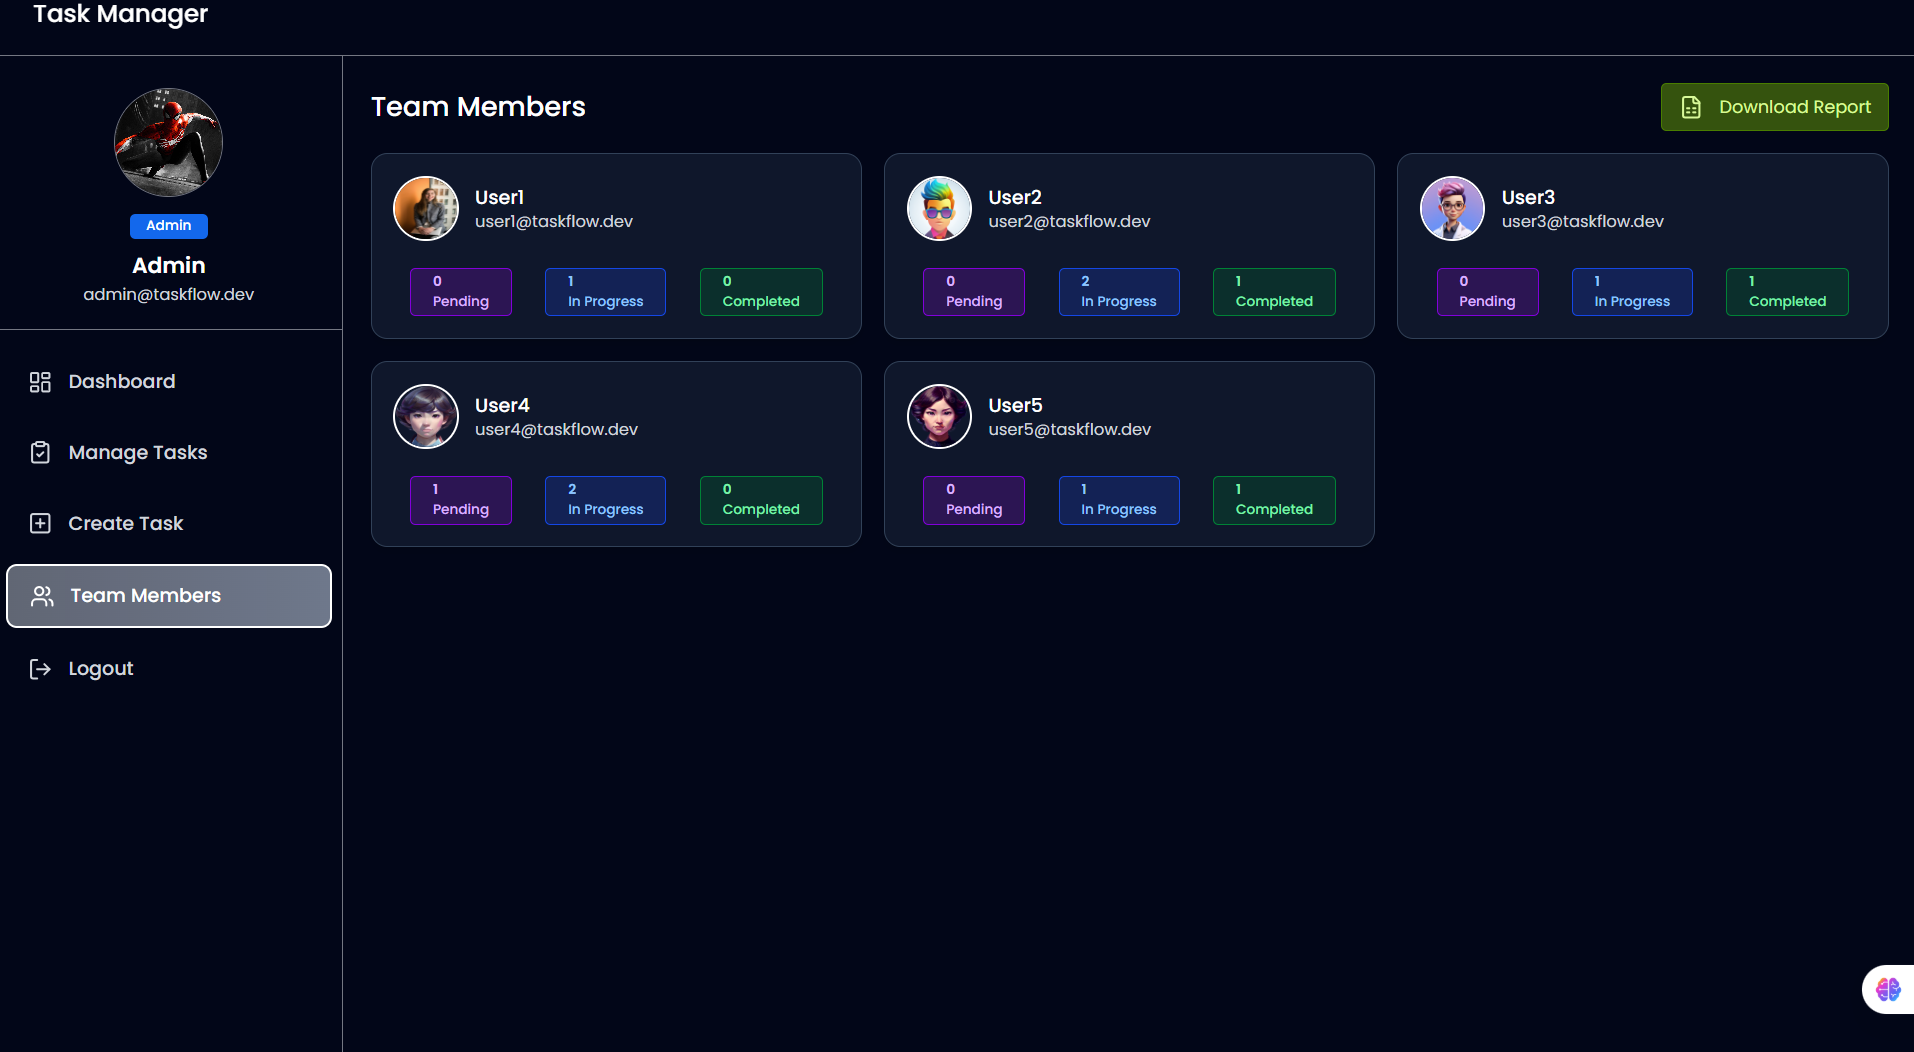 Task Manager
Admin
Admin
admin@taskflow.dev
Dashboard
Manage Tasks
Create Task
Team Members
Logout
Team Members
Download Report
User1
user1@taskflow.dev
0
Pending
1
In Progress
0
Completed
User2
user2@taskflow.dev
0
Pending
2
In Progress
1
Completed
User3
user3@taskflow.dev
0
Pending
1
In Progress
1
Completed
User4
user4@taskflow.dev
1
Pending
2
In Progress
0
Completed
User5
user5@taskflow.dev
0
Pending
1
In Progress
1
Completed